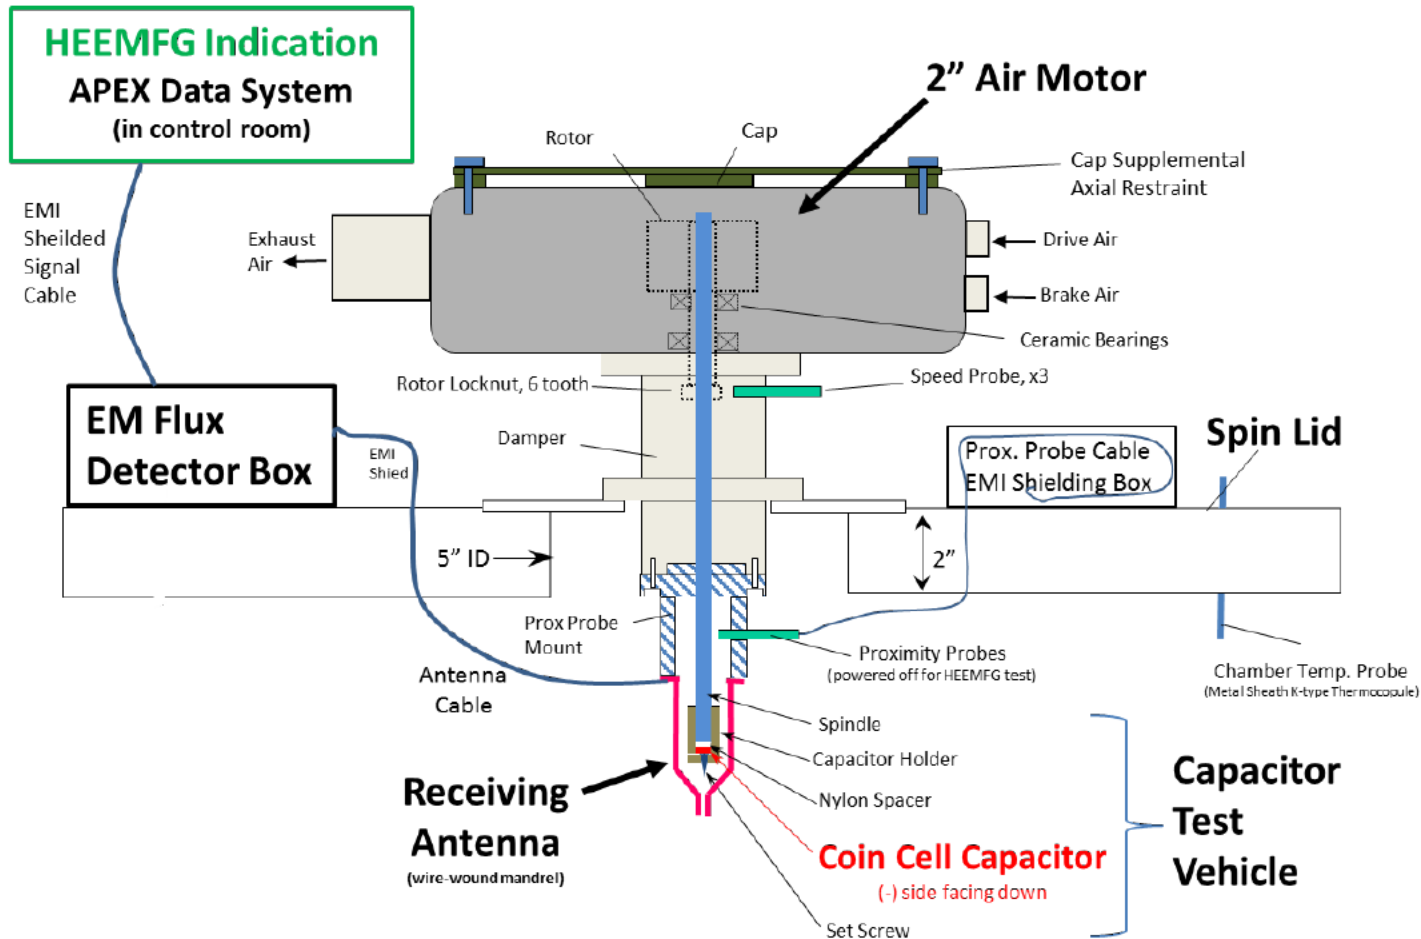 HEEMFG Indication
APEX Data System
(in control room)
2” Air Motor
Rotor
Cap
Cap Supplemental
Axial Restraint
EMI
Sheilded
Signal
Cable
Exhaust
Air
Rotor
Drive Air
Brake Air
Ceramic Bearings
Rotor Locknut, 6 tooth
Speed Probe, x3
EM Flux
Detector Box
EMI
Shied
Damper
Prox. Probe Cable
EMI Shielding Box
Spin Lid
5” ID
2”
Prox Probe
Mount
Proximity Probes
(powered off for HEEMFG test)
Chamber Temp. Probe
(Metal Sheath K-type Thermocopule)
Antenna
Cable
Spindle
Capacitor Holder
Nylon Spacer
Receiving
Antenna
(wire-wound mandrel)
Coin Cell Capacitor
(-) side facing down
Set Screw
Capacitor
Test
Vehicle